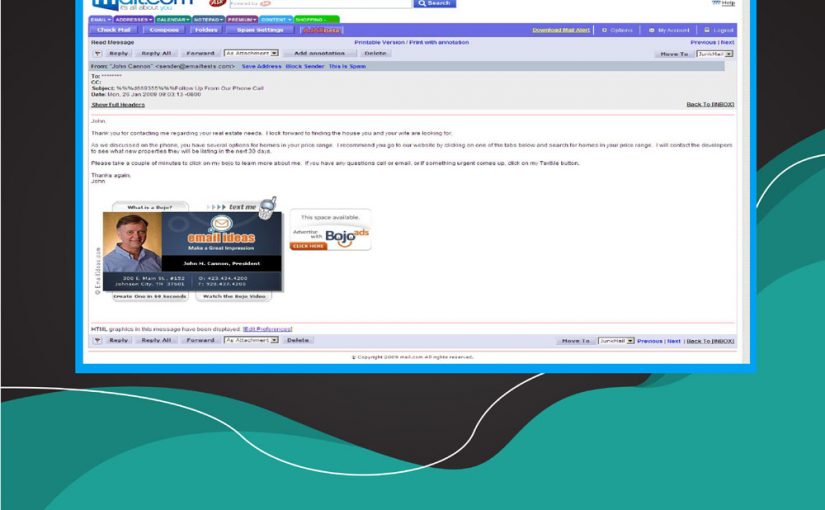 mail.com
it's all about you
Search
Help
EMAIL ADDRESSES CALENDAR NOTEPAD PREMIUM CONTENT SHOPPING
Check Mail Compose Folders Spam Settings
Download Mail Alert Options My Account Logout
Read Message Printable Version / Print with annotation Previous | Next
Reply Reply All Forward As Attachment Add annotation Delete Move To JunkMail
From: "John Cannon" <sender@emailtests.com> Save Address Block Sender This is Spam
To: ********
CC:
Follow Up From Our Phone Call
Date: Mon, 26 Jan 2009 09:03:13 -0600
Show Full Headers Back To [INBOX]
John
Thank you for contacting me regarding your real estate needs. I look forward to finding the house you and your wife are looking for.
As we discussed on the phone, you have several options for homes in your price range. I recommend you go to our website by clicking on one of the tabs below and search for homes in your price range. I will contact the developers
to see what new properties they will be listing in the next 30 days.
Please take a couple of minutes to click on my bojo to learn more about me. If you have any questions call or email, or if something urgent comes up, click on my TextMe button.
Thanks again,
John
What is a Bojo? text me
email ideas
Make a Great Impression
John H. Cannon, President
300 E. Main St., #152
Johnson City, TN 37601
O: 423.434.4200
© EmailIdeas.com
Create One in 60 Seconds Watch the Bojo Video
This space available.
Advertise with Bojo ads
CLICK HERE
HTML graphics in this message have been displayed. [Edit Preferences]
Reply Reply All Forward As Attachment Delete Move To JunkMail Previous | Next | Back To [INBOX]
© Copyright 2009 mail.com All rights reserved.